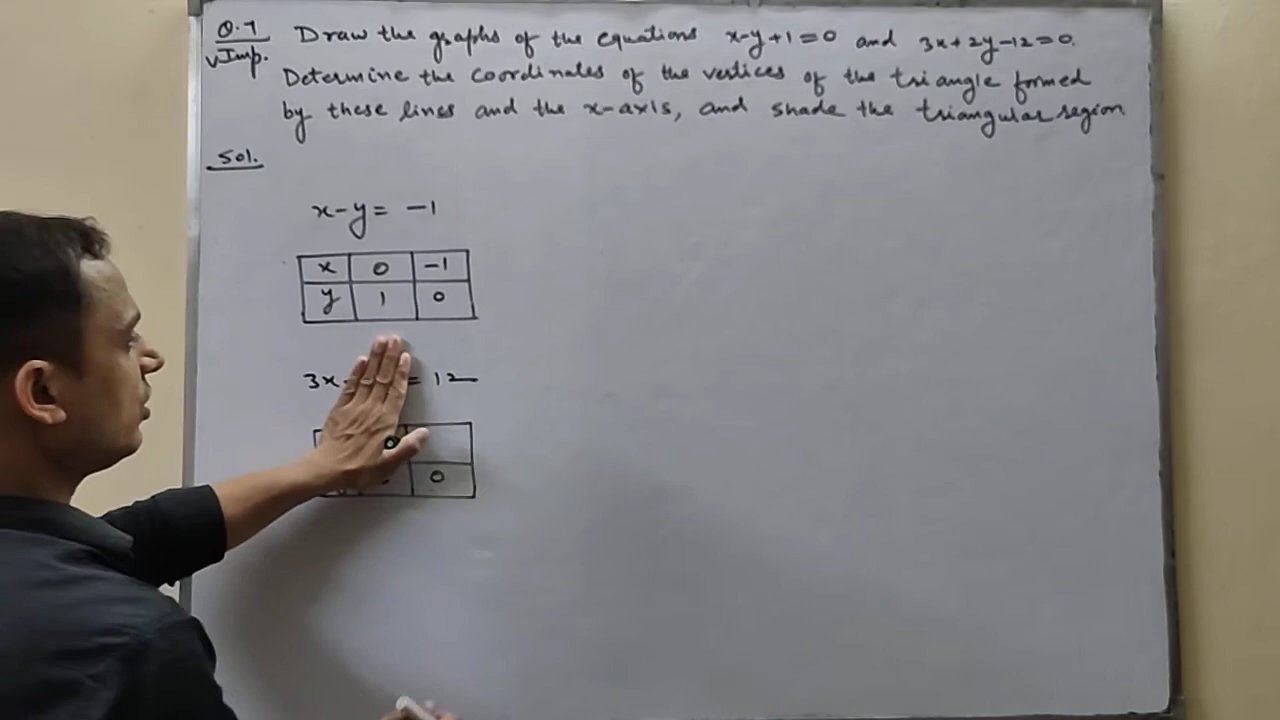 Q.7 Draw the graphs of the equations x-y+1=0 and 3x+2y-12=0.
VImp. Determine the coordinates of the vertices of the triangle formed
by these lines and the x-axis, and shade the triangular region.
Sol.
x-y= -1
x 0 -1
y 1 0
3x = 12
0
0